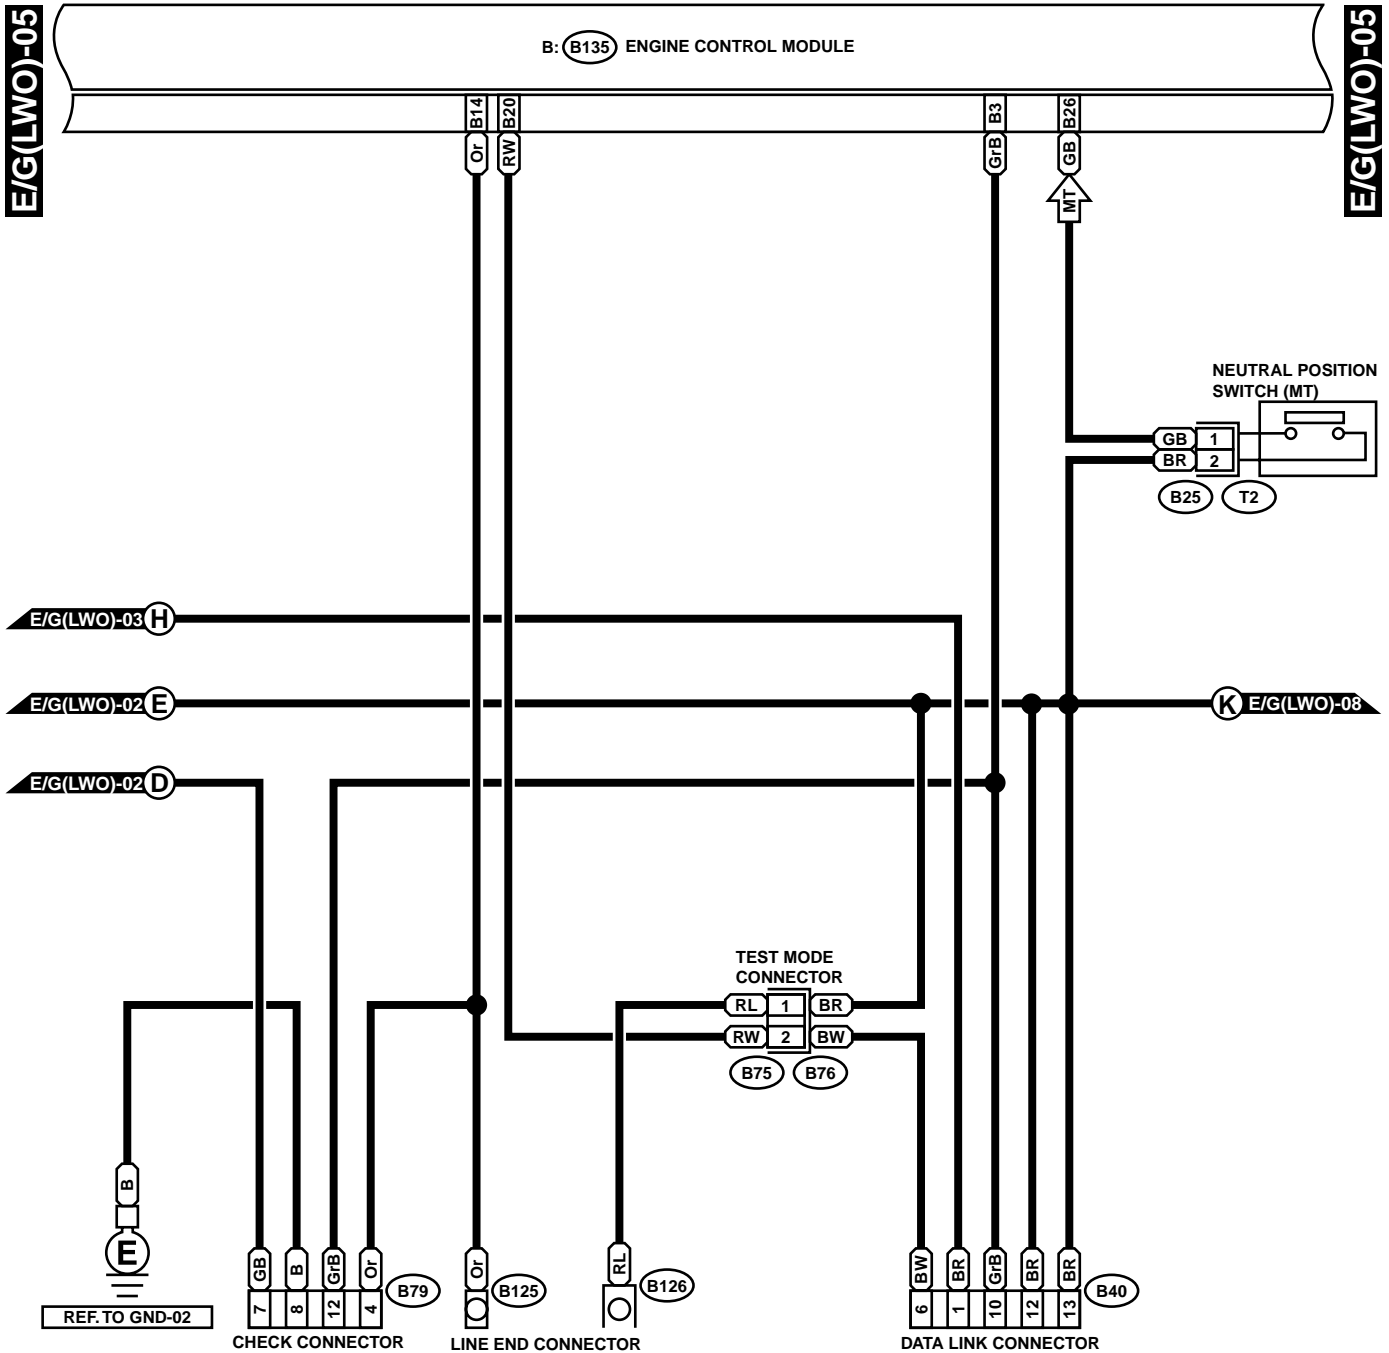 E/G(LWO)-05
B: B135 ENGINE CONTROL MODULE
E/G(LWO)-05
B14 B20 B3 B26
Or RW GrB GB
MT
NEUTRAL POSITION
SWITCH (MT)
GB 1
BR 2
B25 T2
E/G(LWO)-03 H
E/G(LWO)-02 E
K E/G(LWO)-08
E/G(LWO)-02 D
TEST MODE
CONNECTOR
RL 1 BR
RW 2 BW
B75 B76
B
E
REF. TO GND-02
GB B GrB Or
7 8 12 4
B79
CHECK CONNECTOR
Or
B125
RL
B126
LINE END CONNECTOR
BW BR GrB BR BR
6 1 10 12 13
B40
DATA LINK CONNECTOR